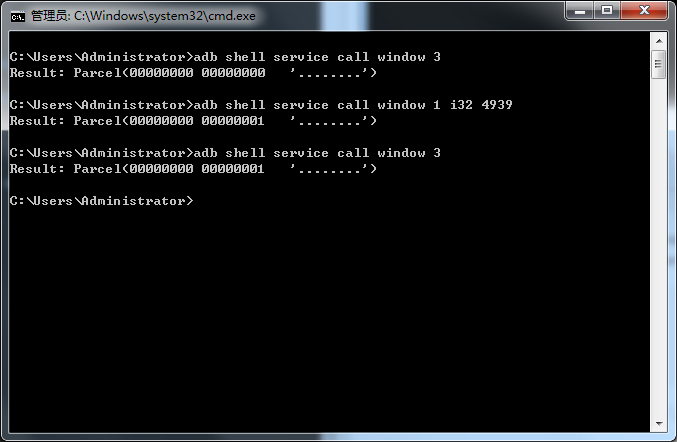 管理员: C:\Windows\system32\cmd.exe
C:\Users\Administrator>adb shell service call window 3
Result: Parcel(00000000 00000000   '........')
C:\Users\Administrator>adb shell service call window 1 i32 4939
Result: Parcel(00000000 00000001   '........')
C:\Users\Administrator>adb shell service call window 3
Result: Parcel(00000000 00000001   '........')
C:\Users\Administrator>